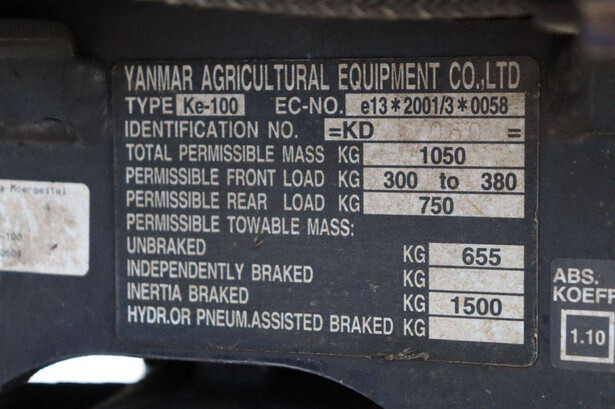 YANMAR AGRICULTURAL EQUIPMENT CO.,LTD
TYPE Ke-100 EC-NO. e13*2001/3*0058
IDENTIFICATION NO. =KD =
TOTAL PERMISSIBLE MASS KG 1050
PERMISSIBLE FRONT LOAD KG 300 to 380
PERMISSIBLE REAR LOAD KG 750
PERMISSIBLE TOWABLE MASS:
UNBRAKED KG 655
INDEPENDENTLY BRAKED KG
INERTIA BRAKED KG 1500
HYDR.OR PNEUM.ASSISTED BRAKED KG
Moergestel
-100
ABS.
KOEFF
1.10